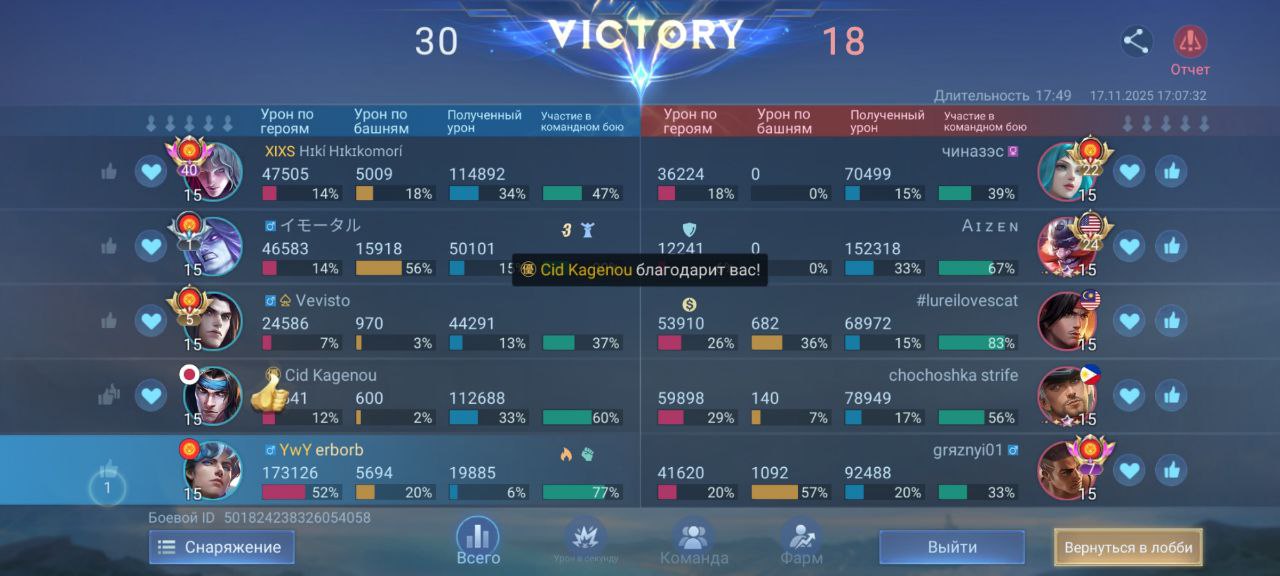 30 VICTORY 18
Отчет
Длительность 17:49 17.11.2025 17:07:32
Урон по героям Урон по башням Полученный урон Участие в командном бою Урон по героям Урон по башням Полученный урон Участие в командном бою
XIXS Hɪkí Hɪkɪkomorí чиназэс
40 15 47505 5009 114892 36224 0 70499 22 15
14% 18% 34% 47% 18% 0% 15% 39%
イモータル Aɪzᴇɴ
1 15 46583 15918 50101 3 12241 0 152318 24 15
14% 56% 0% 33% 67%
Cid Kagenou благодарит вас!
Vevisto #lureilovescat
5 15 24586 970 44291 $ 53910 682 68972 15
7% 3% 13% 37% 26% 36% 15% 83%
Cid Kagenou chochoshka strife
15 600 112688 59898 140 78949 15
12% 2% 33% 60% 29% 7% 17% 56%
YwY erborb grяznyi01
1 15 173126 5694 19885 41620 1092 92488 15
52% 20% 6% 77% 20% 57% 20% 33%
Боевой ID 501824238326054058
Снаряжение Всего Урон в секунду Команда Фарм Выйти Вернуться в лобби